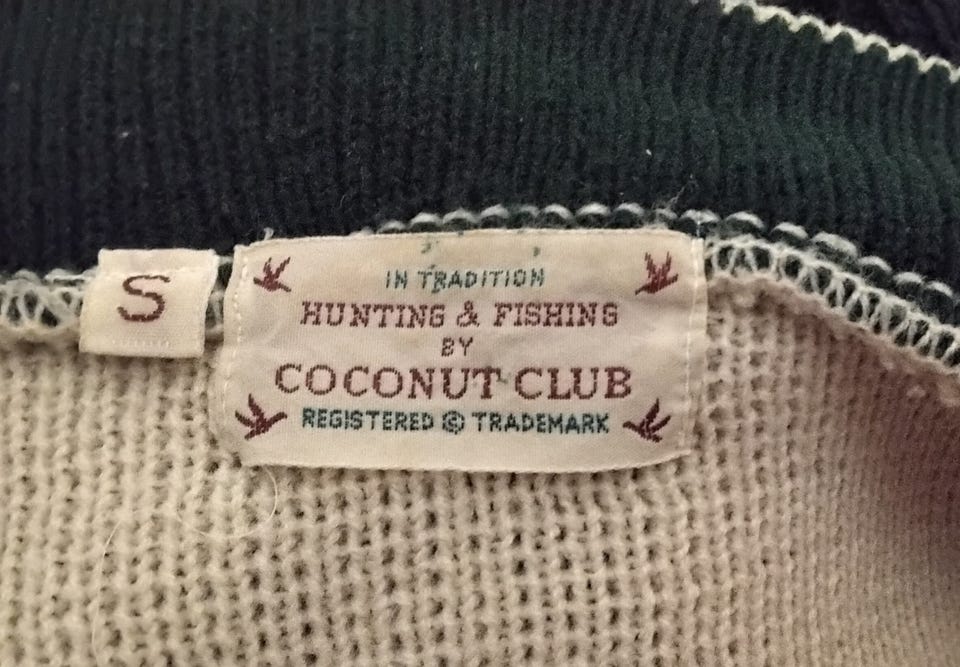 S
IN TRADITION
HUNTING & FISHING
BY
COCONUT CLUB
REGISTERED © TRADEMARK